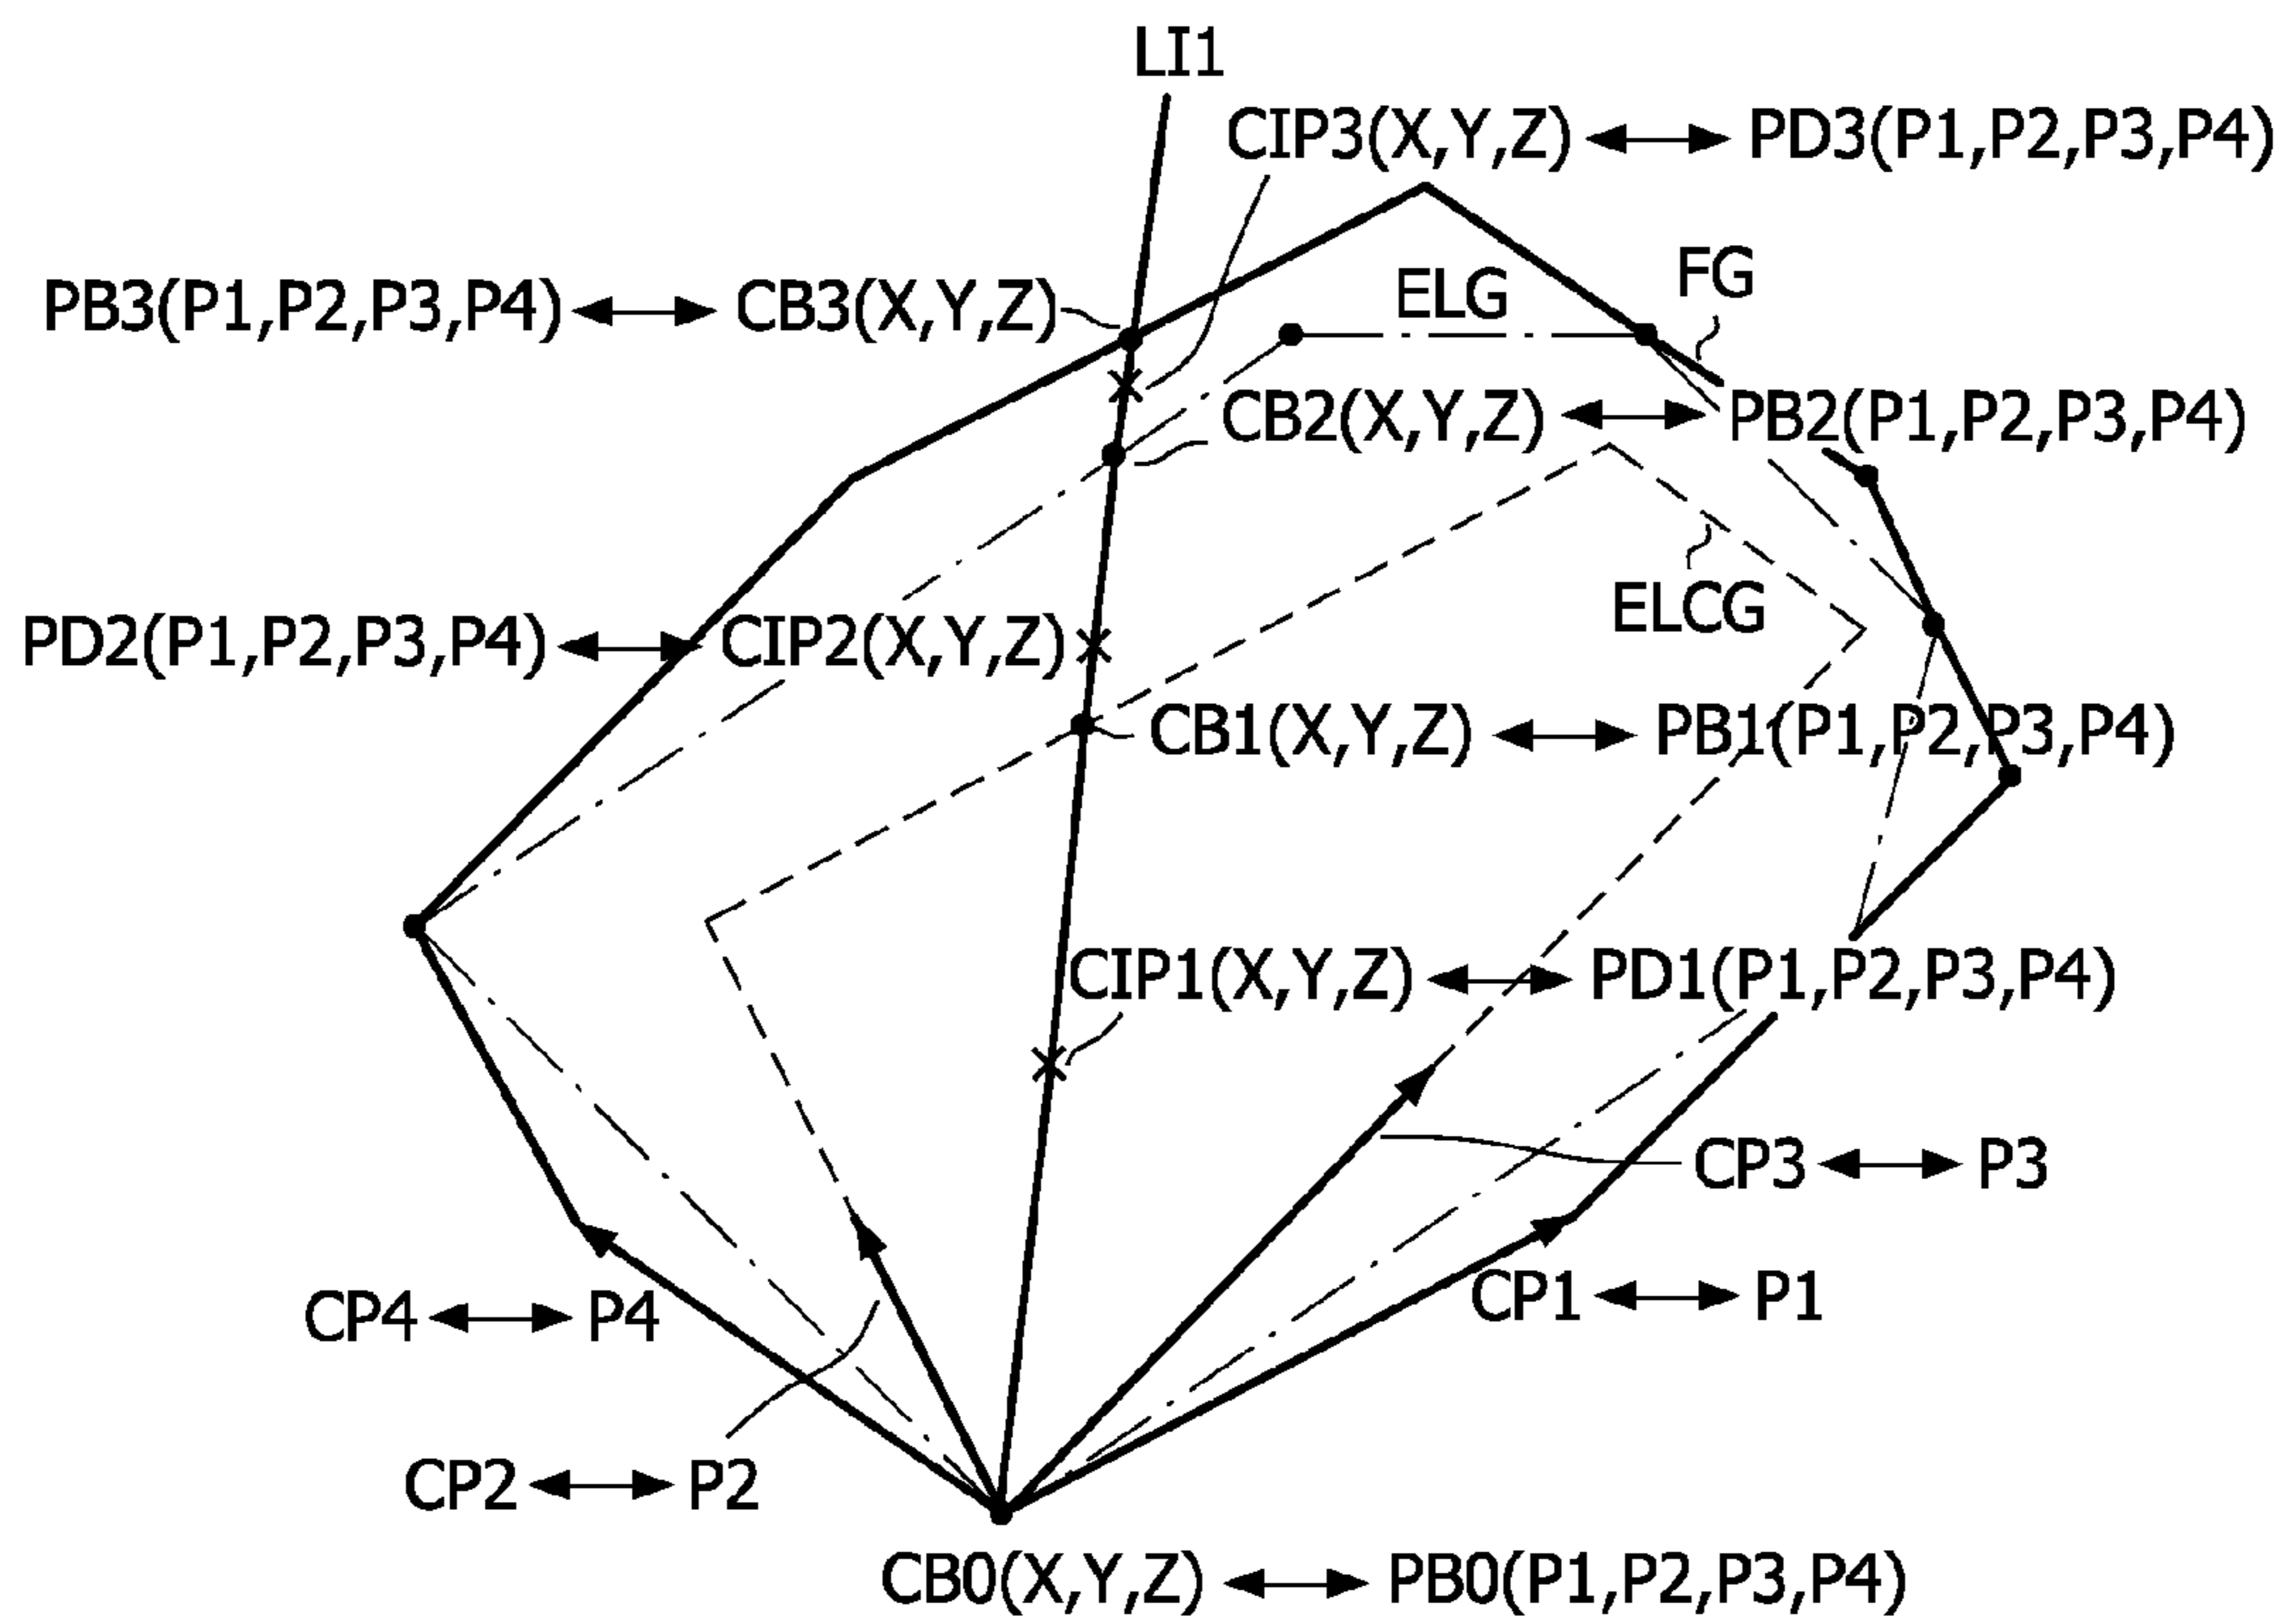 LI1
CIP3(X,Y,Z) ↔ PD3(P1,P2,P3,P4)
FG
ELG
PB3(P1,P2,P3,P4) ↔ CB3(X,Y,Z)
CB2(X,Y,Z) ↔ PB2(P1,P2,P3,P4)
ELCG
PD2(P1,P2,P3,P4) ↔ CIP2(X,Y,Z)
CB1(X,Y,Z) ↔ PB1(P1,P2,P3,P4)
CIP1(X,Y,Z) ↔ PD1(P1,P2,P3,P4)
CP3 ↔ P3
CP1 ↔ P1
CP4 ↔ P4
CP2 ↔ P2
CB0(X,Y,Z) ↔ PB0(P1,P2,P3,P4)